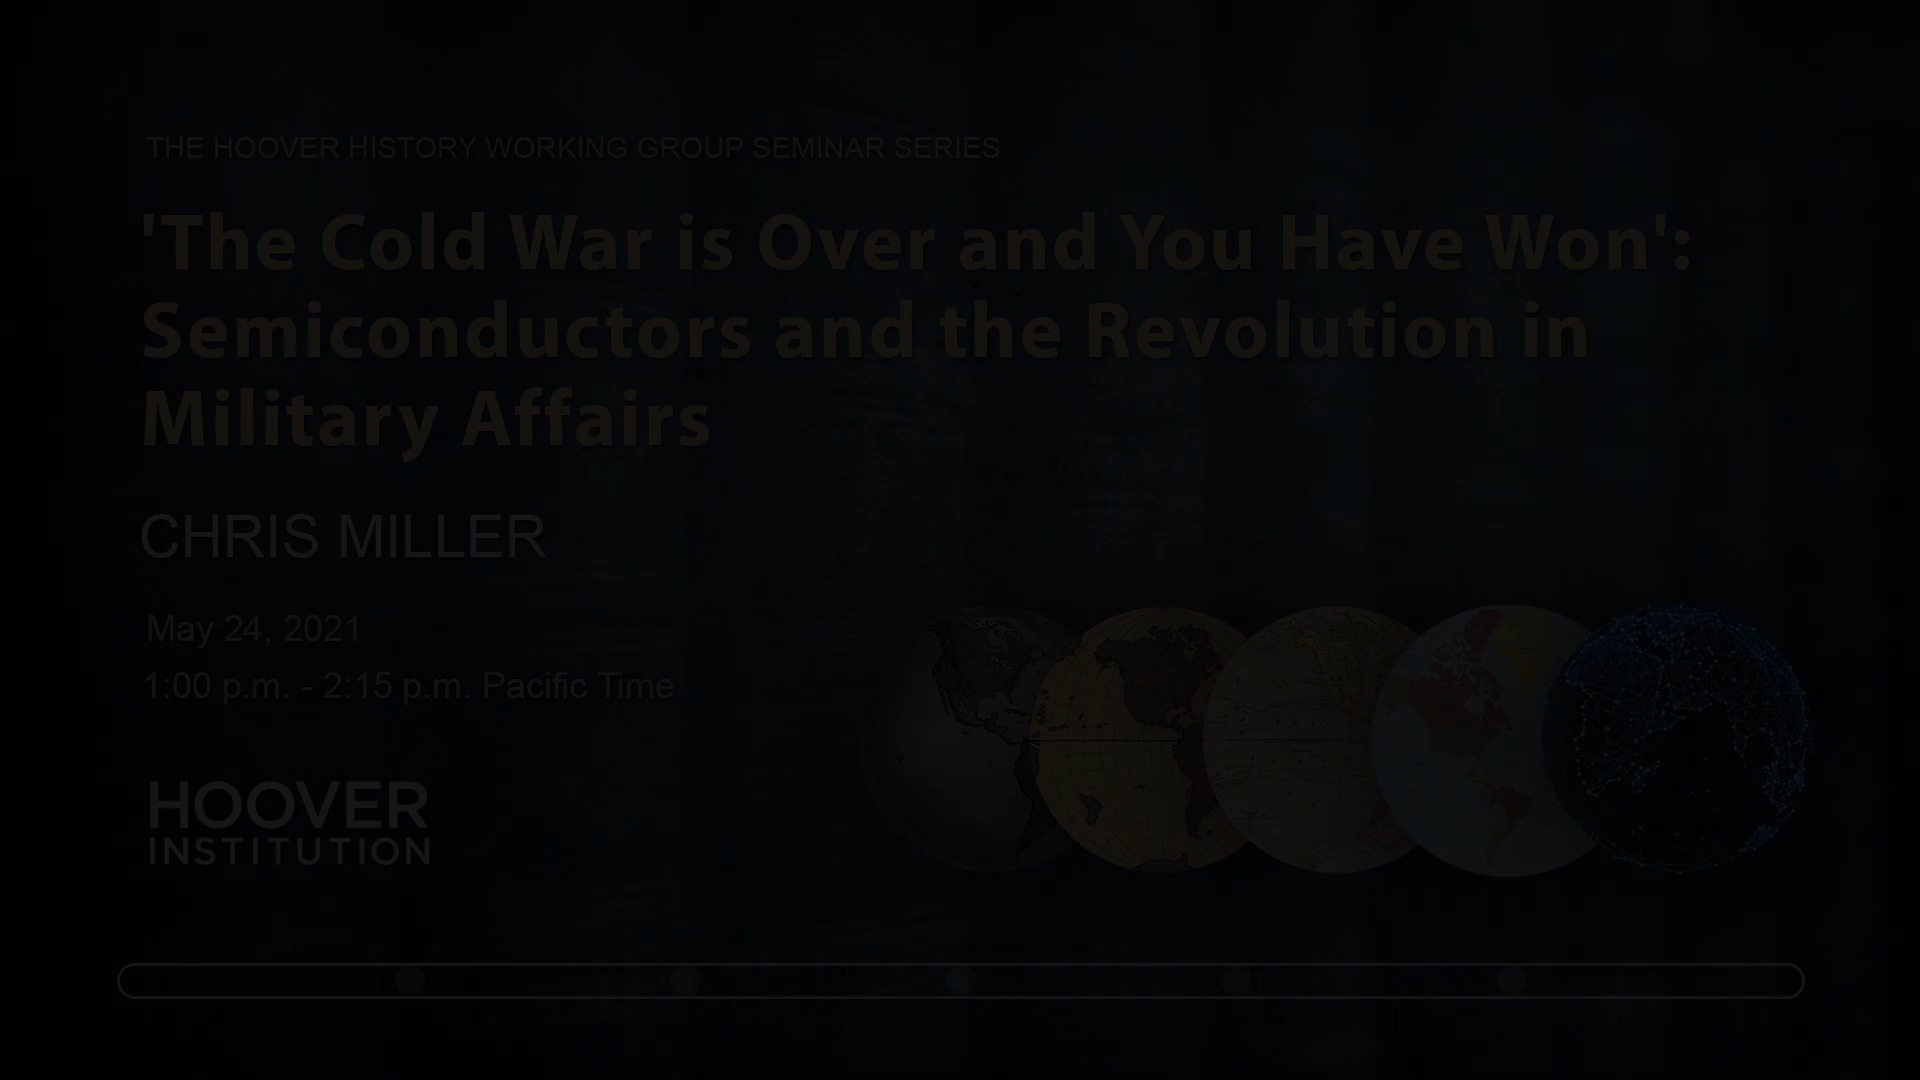 THE HOOVER HISTORY WORKING GROUP SEMINAR SERIES
'The Cold War is Over and You Have Won':
Semiconductors and the Revolution in
Military Affairs
CHRIS MILLER
May 24, 2021
1:00 p.m. - 2:15 p.m. Pacific Time
HOOVER
INSTITUTION